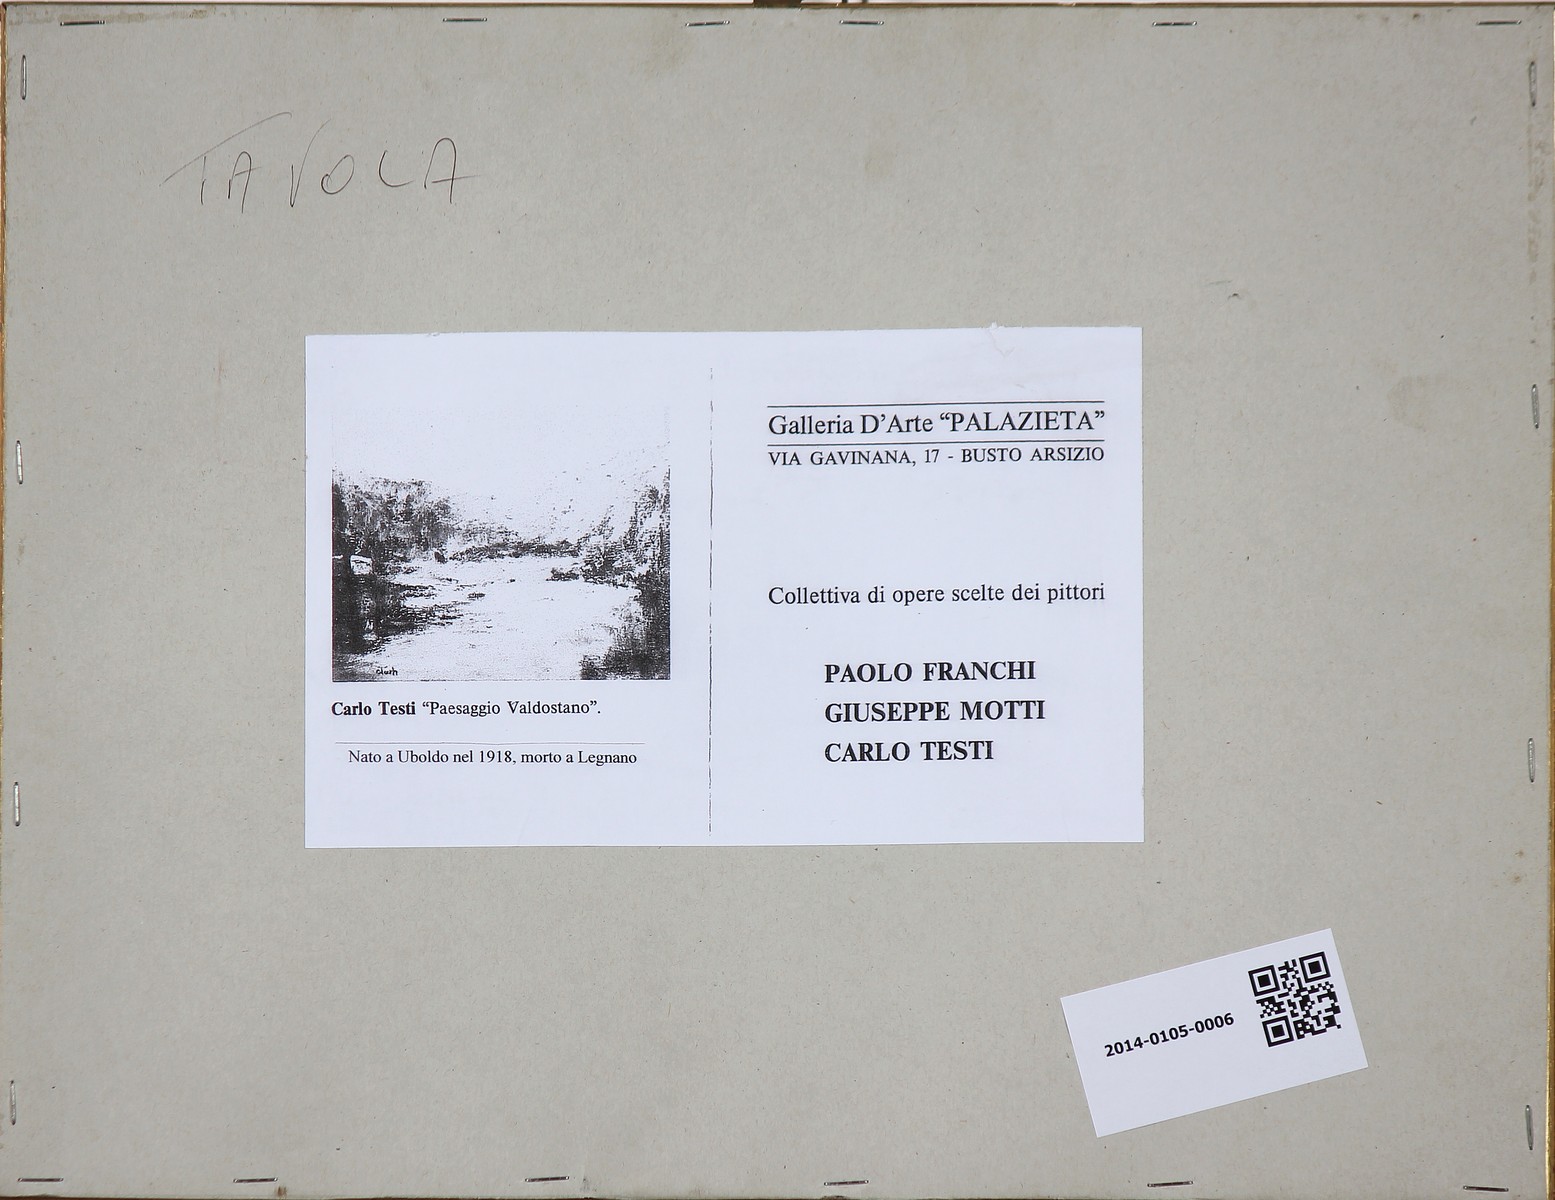 TAVOLA
Carlo Testi “Paesaggio Valdostano”.
Nato a Uboldo nel 1918, morto a Legnano
Galleria D’Arte “PALAZIETA”
VIA GAVINANA, 17 - BUSTO ARSIZIO
Collettiva di opere scelte dei pittori
PAOLO FRANCHI
GIUSEPPE MOTTI
CARLO TESTI
2014-0105-0006